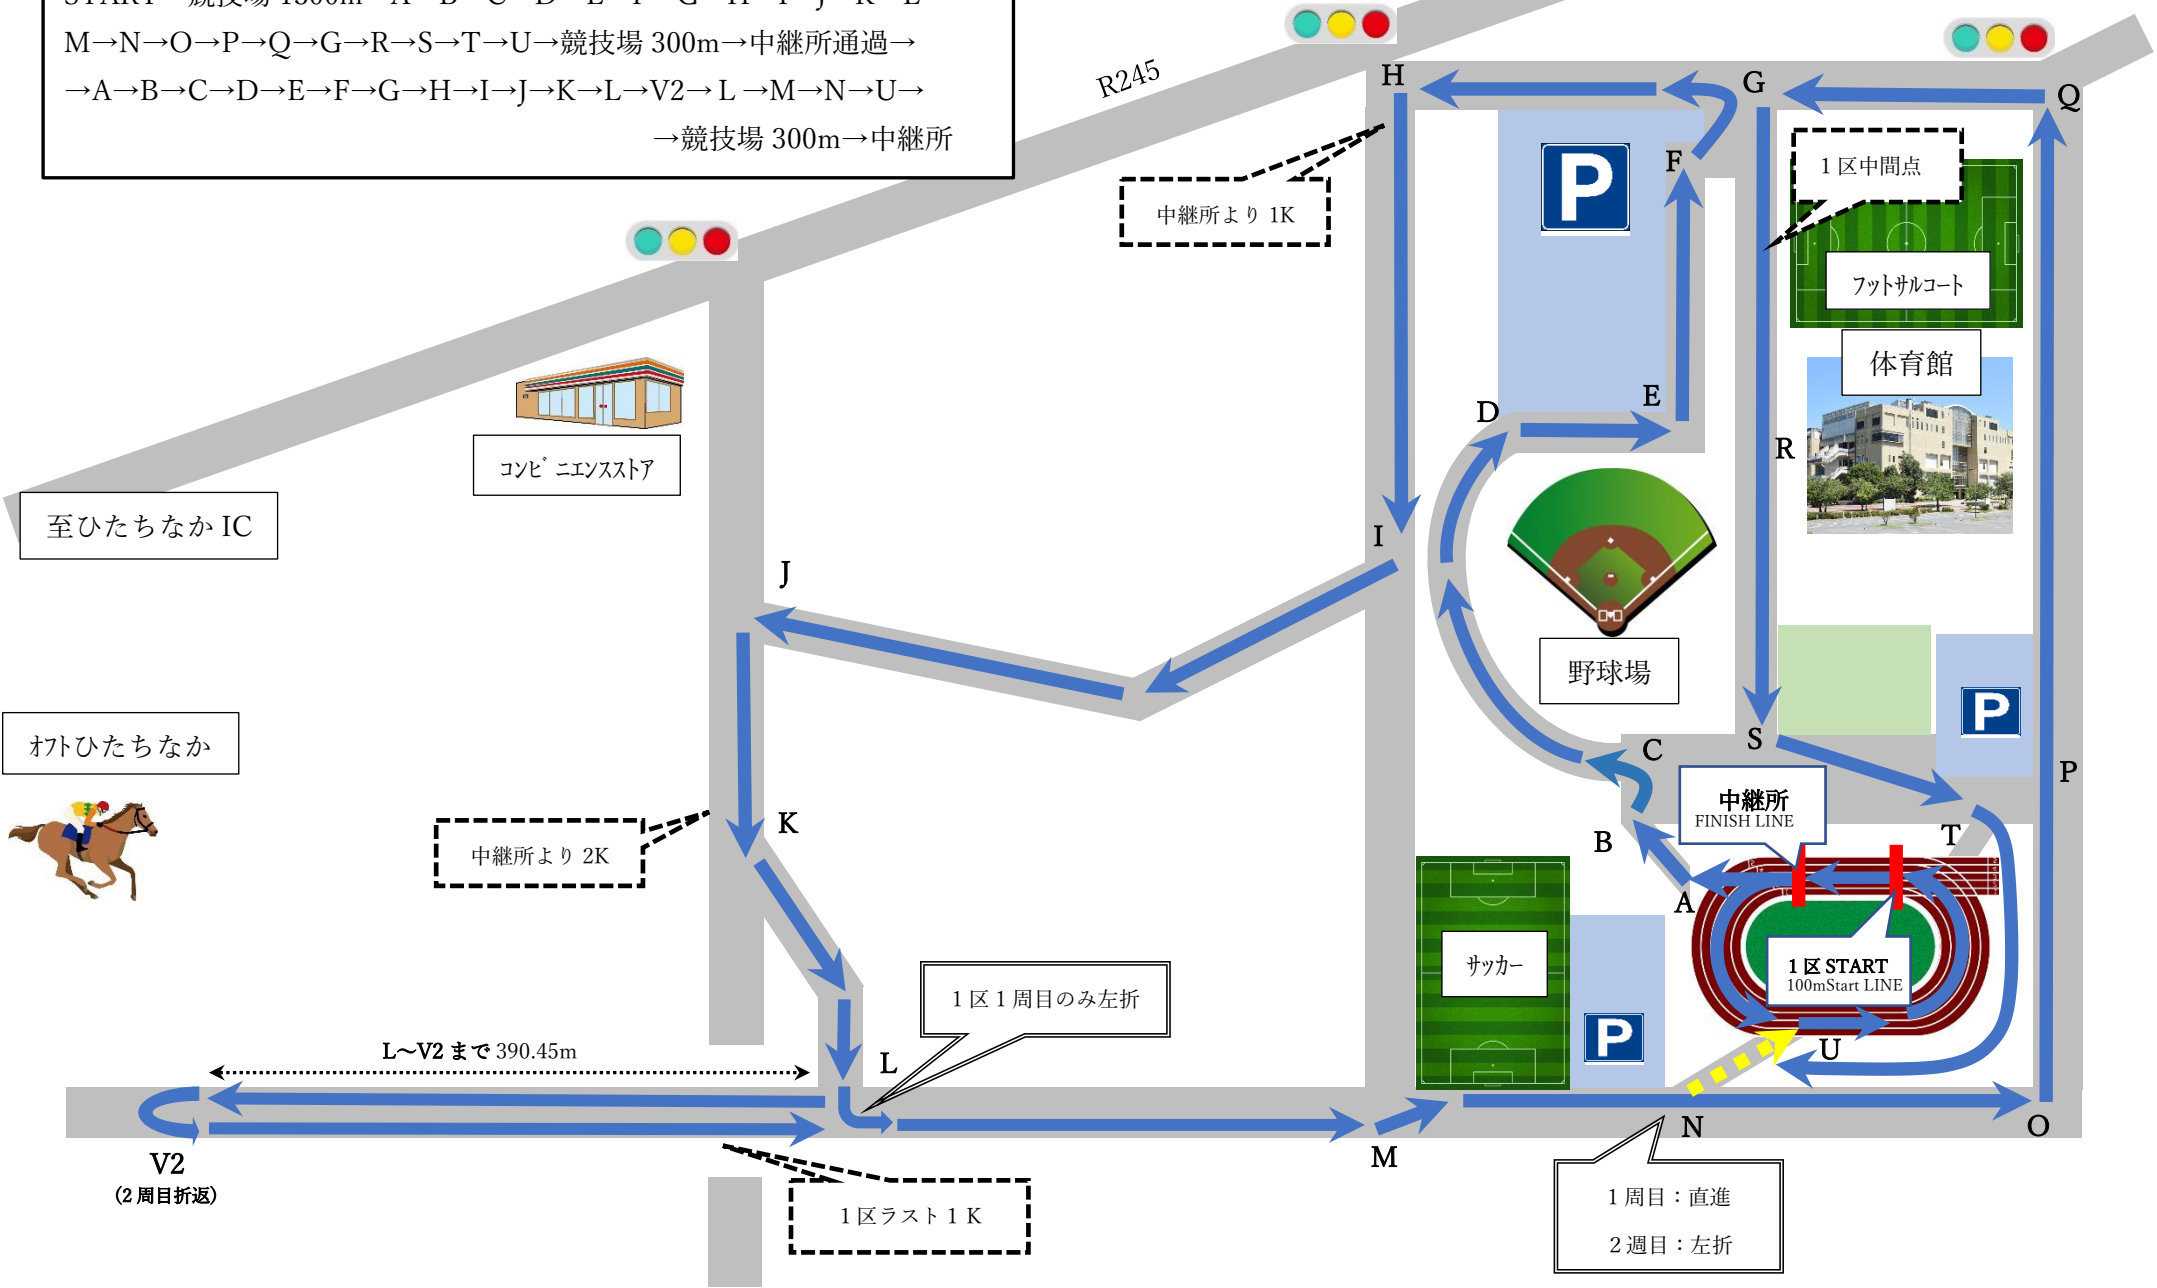 START→競技場 1300m→A→B→C→D→E→F→G→H→I→J→K→L
M→N→O→P→Q→G→R→S→T→U→競技場 300m→中継所通過→
→A→B→C→D→E→F→G→H→I→J→K→L→V2→L→M→N→U→
→競技場 300m→中継所
R245
H
G
Q
F
1区中間点
中継所より 1K
フットサルコート
体育館
D
E
R
コンビニエンスストア
至ひたちなか IC
I
J
野球場
オフトひたちなか
C
S
P
中継所
FINISH LINE
K
B
T
中継所より 2K
A
サッカー
1区 START
100mStart LINE
1区1周目のみ左折
L～V2 まで 390.45m
L
U
N
O
M
V2
(2周目折返)
1区ラスト1K
1周目：直進
2週目：左折
P
P
P